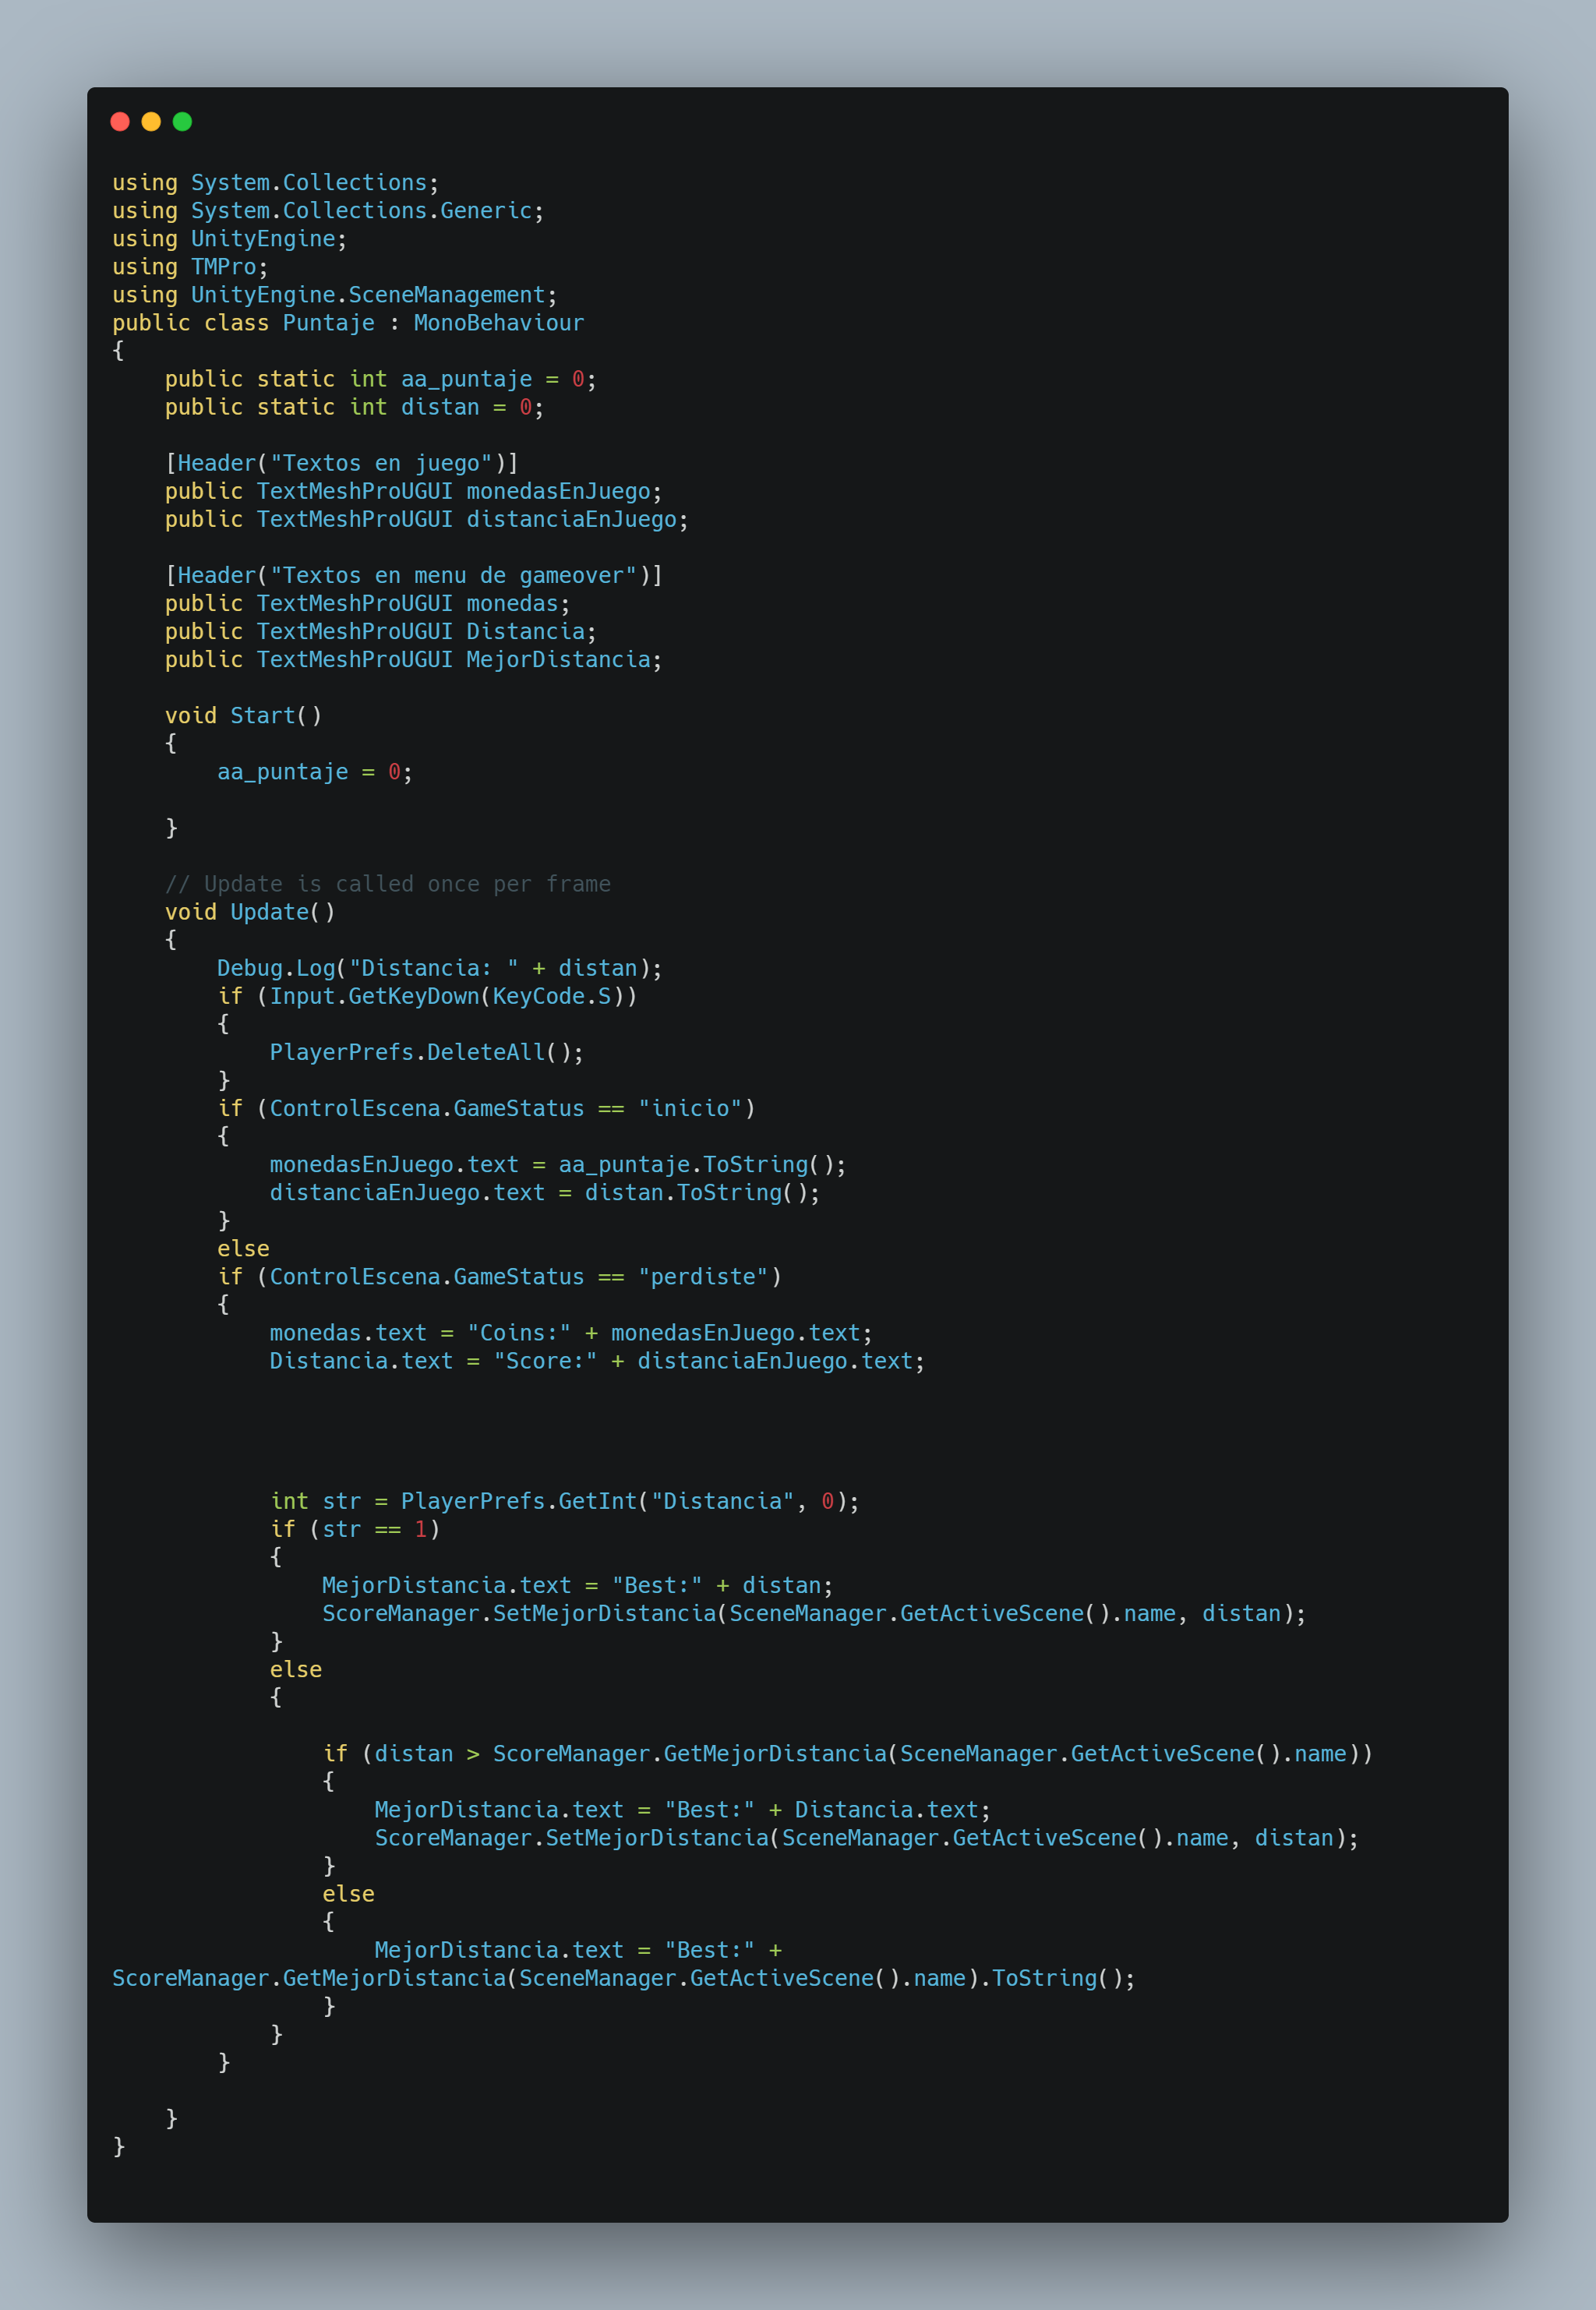 using System.Collections;
using System.Collections.Generic;
using UnityEngine;
using TMPro;
using UnityEngine.SceneManagement;
public class Puntaje : MonoBehaviour
{
    public static int aa_puntaje = 0;
    public static int distan = 0;

    [Header("Textos en juego")]
    public TextMeshProUGUI monedasEnJuego;
    public TextMeshProUGUI distanciaEnJuego;

    [Header("Textos en menu de gameover")]
    public TextMeshProUGUI monedas;
    public TextMeshProUGUI Distancia;
    public TextMeshProUGUI MejorDistancia;

    void Start()
    {
        aa_puntaje = 0;

    }

    // Update is called once per frame
    void Update()
    {
        Debug.Log("Distancia: " + distan);
        if (Input.GetKeyDown(KeyCode.S))
        {
            PlayerPrefs.DeleteAll();
        }
        if (ControlEscena.GameStatus == "inicio")
        {
            monedasEnJuego.text = aa_puntaje.ToString();
            distanciaEnJuego.text = distan.ToString();
        }
        else
        if (ControlEscena.GameStatus == "perdiste")
        {
            monedas.text = "Coins:" + monedasEnJuego.text;
            Distancia.text = "Score:" + distanciaEnJuego.text;




            int str = PlayerPrefs.GetInt("Distancia", 0);
            if (str == 1)
            {
                MejorDistancia.text = "Best:" + distan;
                ScoreManager.SetMejorDistancia(SceneManager.GetActiveScene().name, distan);
            }
            else
            {

                if (distan > ScoreManager.GetMejorDistancia(SceneManager.GetActiveScene().name))
                {
                    MejorDistancia.text = "Best:" + Distancia.text;
                    ScoreManager.SetMejorDistancia(SceneManager.GetActiveScene().name, distan);
                }
                else
                {
                    MejorDistancia.text = "Best:" +
ScoreManager.GetMejorDistancia(SceneManager.GetActiveScene().name).ToString();
                }
            }
        }

    }
}